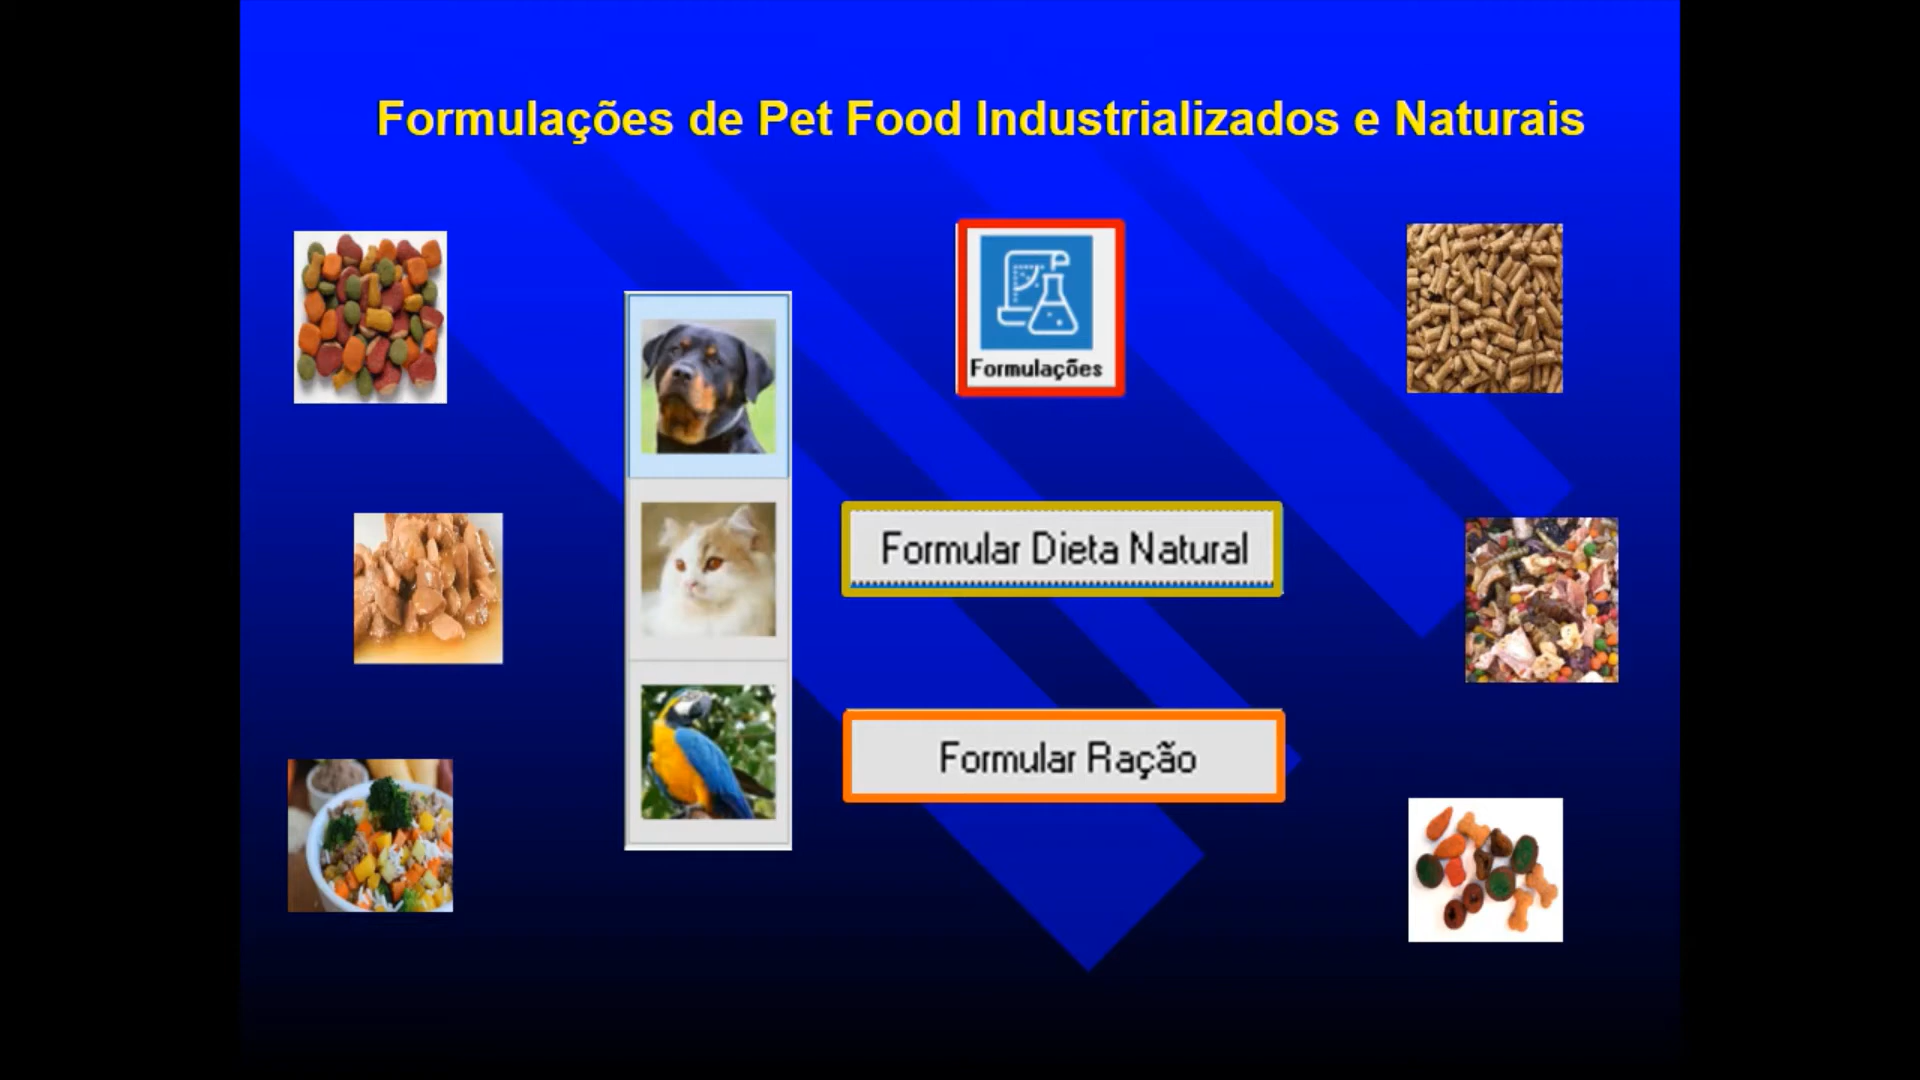 Formulações de Pet Food Industrializados e Naturais
Formulações
Formular Dieta Natural
Formular Ração